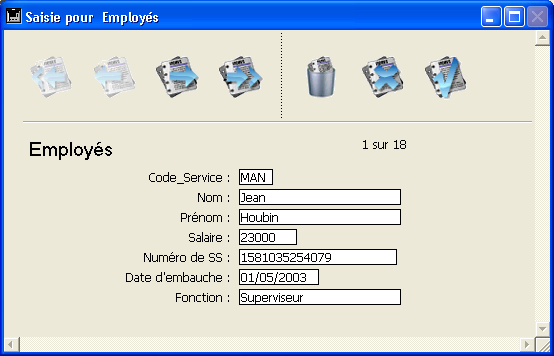 Saisie pour Employés
Employés
1 sur 18
Code_Service : MAN
Nom : Jean
Prénom : Houbin
Salaire : 23000
Numéro de SS : 1581035254079
Date d'embauche : 01/05/2003
Fonction : Superviseur